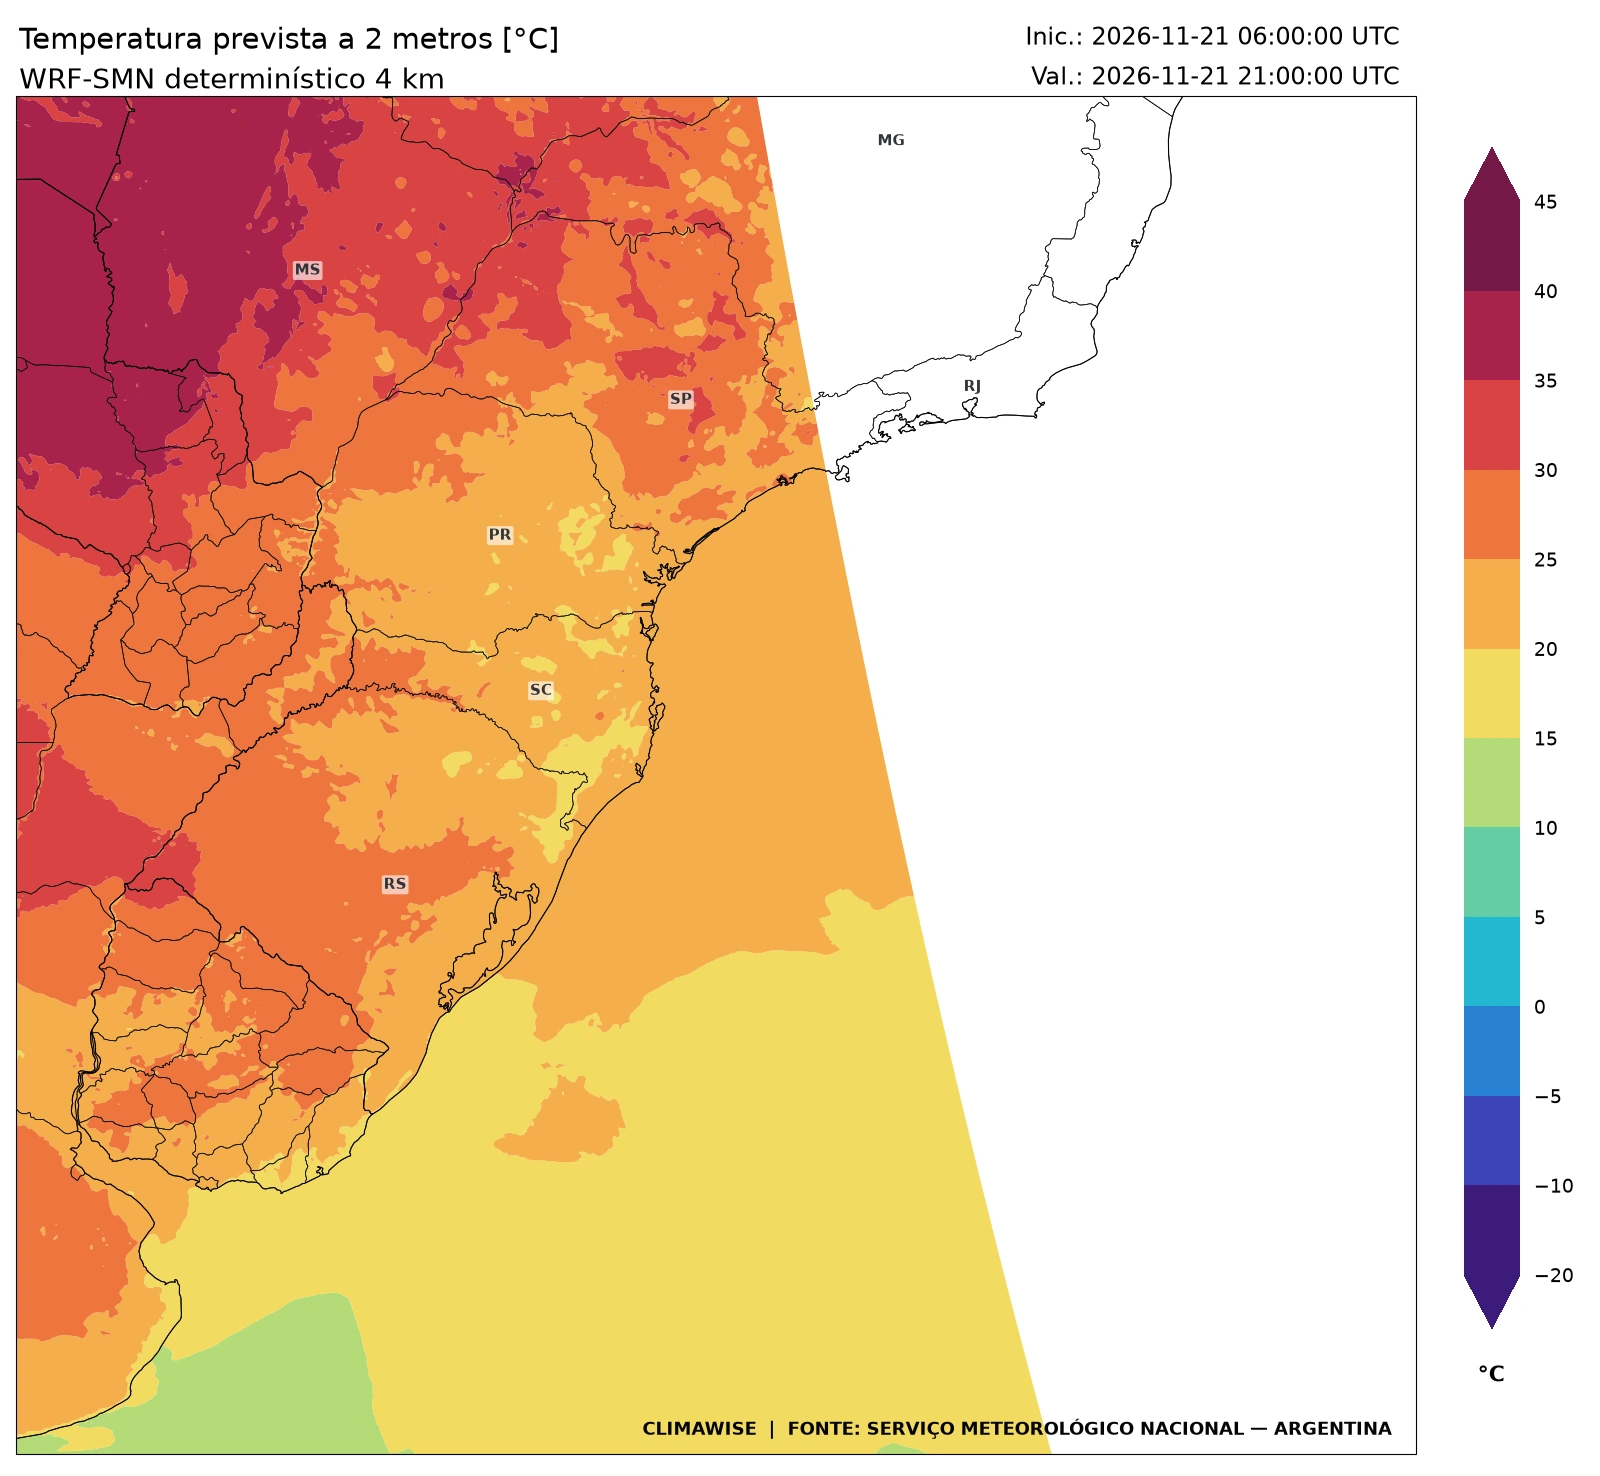 Temperatura prevista a 2 metros [°C]
WRF-SMN determinístico 4 km
Inic.: 2026-11-21 06:00:00 UTC
Val.: 2026-11-21 21:00:00 UTC
MG
MS
RJ
SP
PR
SC
RS
45
40
35
30
25
20
15
10
5
0
−5
−10
−20
°C
CLIMAWISE | FONTE: SERVIÇO METEOROLÓGICO NACIONAL — ARGENTINA